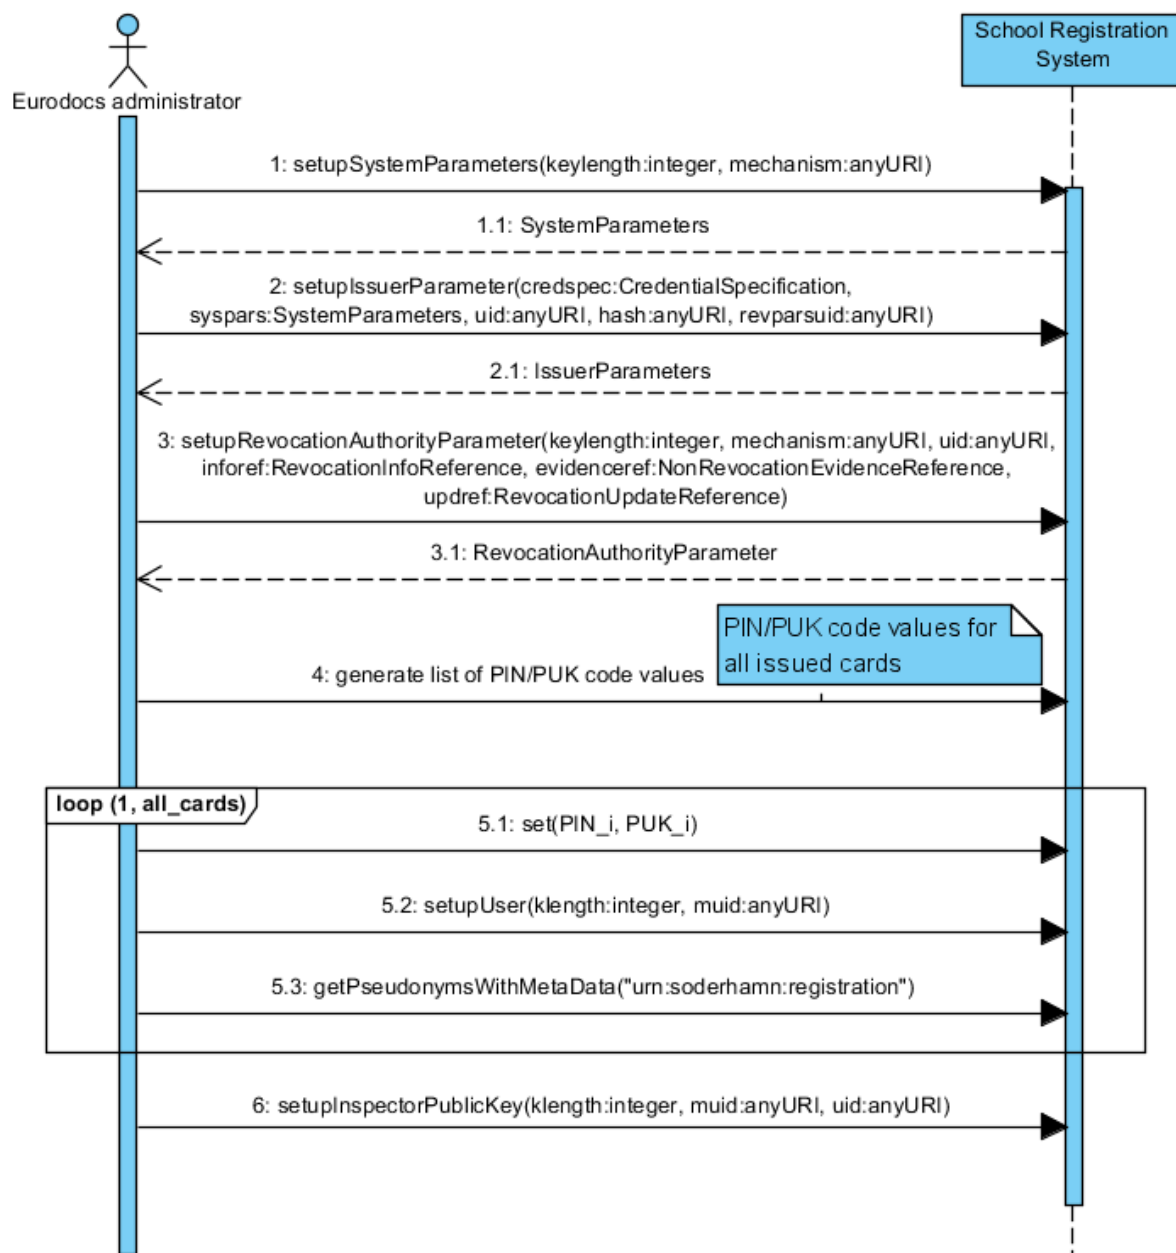 School Registration
System
Eurodocs administrator
1: setupSystemParameters(keylength:integer, mechanism:anyURI)
1.1: SystemParameters
2: setupIssuerParameter(credspec:CredentialSpecification,
syspars:SystemParameters, uid:anyURI, hash:anyURI, revparsuid:anyURI)
2.1: IssuerParameters
3: setupRevocationAuthorityParameter(keylength:integer, mechanism:anyURI, uid:anyURI,
inforef:RevocationInfoReference, evidenceref:NonRevocationEvidenceReference,
updref:RevocationUpdateReference)
3.1: RevocationAuthorityParameter
PIN/PUK code values for
all issued cards
4: generate list of PIN/PUK code values
loop (1, all_cards)
5.1: set(PIN_i, PUK_i)
5.2: setupUser(klength:integer, muid:anyURI)
5.3: getPseudonymsWithMetaData("urn:soderhamn:registration")
6: setupInspectorPublicKey(klength:integer, muid:anyURI, uid:anyURI)